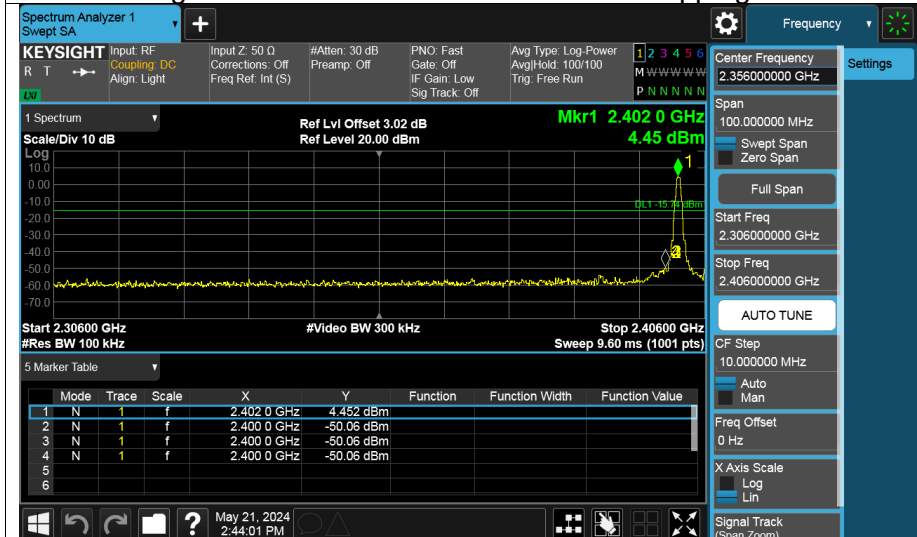 Spectrum Analyzer 1
Swept SA
+
Frequency
KEYSIGHT
R T
LXI
Input: RF
Coupling: DC
Align: Light
Input Z: 50 Ω
Corrections: Off
Freq Ref: Int (S)
#Atten: 30 dB
Preamp: Off
PNO: Fast
Gate: Off
IF Gain: Low
Sig Track: Off
Avg Type: Log-Power
Avg|Hold: 100/100
Trig: Free Run
1 2 3 4 5 6
M W W W W W
P N N N N N
1 Spectrum
Scale/Div 10 dB
Ref Lvl Offset 3.02 dB
Ref Level 20.00 dBm
Mkr1 2.402 0 GHz
4.45 dBm
Log
10.0
0.00
-10.0
-20.0
-30.0
-40.0
-50.0
-60.0
-70.0
1
DL1 -15.74 dBm
Start 2.30600 GHz
#Res BW 100 kHz
#Video BW 300 kHz
Stop 2.40600 GHz
Sweep 9.60 ms (1001 pts)
5 Marker Table
Mode Trace Scale X Y Function Function Width Function Value
1 N 1 f 2.402 0 GHz 4.452 dBm
2 N 1 f 2.400 0 GHz -50.06 dBm
3 N 1 f 2.400 0 GHz -50.06 dBm
4 N 1 f 2.400 0 GHz -50.06 dBm
5
6
?
May 21, 2024
2:44:01 PM
Center Frequency
2.356000000 GHz
Settings
Span
100.000000 MHz
Swept Span
Zero Span
Full Span
Start Freq
2.306000000 GHz
Stop Freq
2.406000000 GHz
AUTO TUNE
CF Step
10.000000 MHz
Auto
Man
Freq Offset
0 Hz
X Axis Scale
Log
Lin
Signal Track
(Span Zoom)